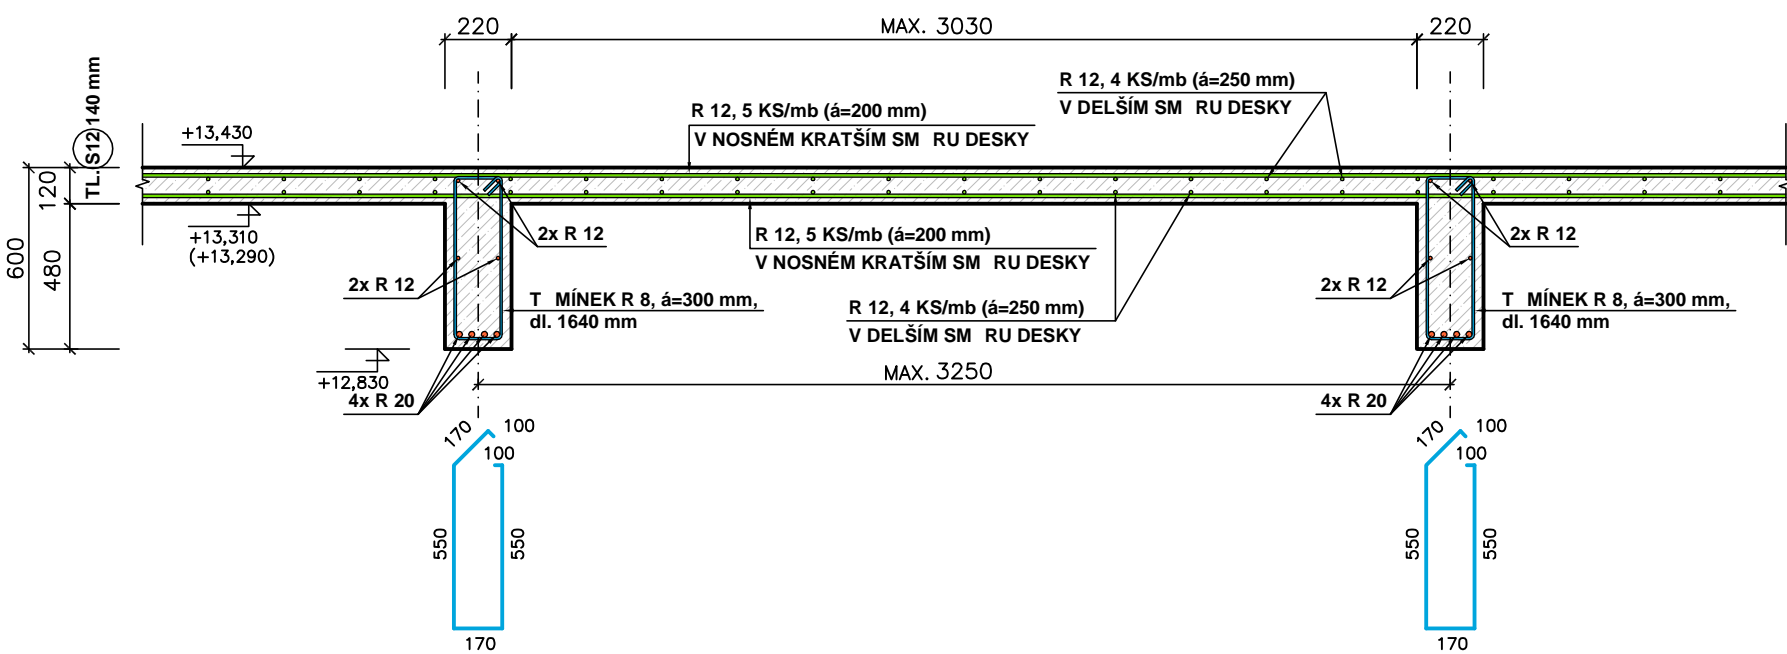 220
MAX. 3030
220
R 12, 4 KS/mb (á=250 mm)
V DELŠÍM SM RU DESKY
R 12, 5 KS/mb (á=200 mm)
V NOSNÉM KRATŠÍM SM RU DESKY
TL. S12 140 mm
+13,430
120
600
480
+13,310
(+13,290)
2x R 12
R 12, 5 KS/mb (á=200 mm)
V NOSNÉM KRATŠÍM SM RU DESKY
2x R 12
2x R 12
T MÍNEK R 8, á=300 mm,
dl. 1640 mm
R 12, 4 KS/mb (á=250 mm)
V DELŠÍM SM RU DESKY
2x R 12
T MÍNEK R 8, á=300 mm,
dl. 1640 mm
+12,830
MAX. 3250
4x R 20
4x R 20
170
100
100
550
550
170
170
100
100
550
550
170